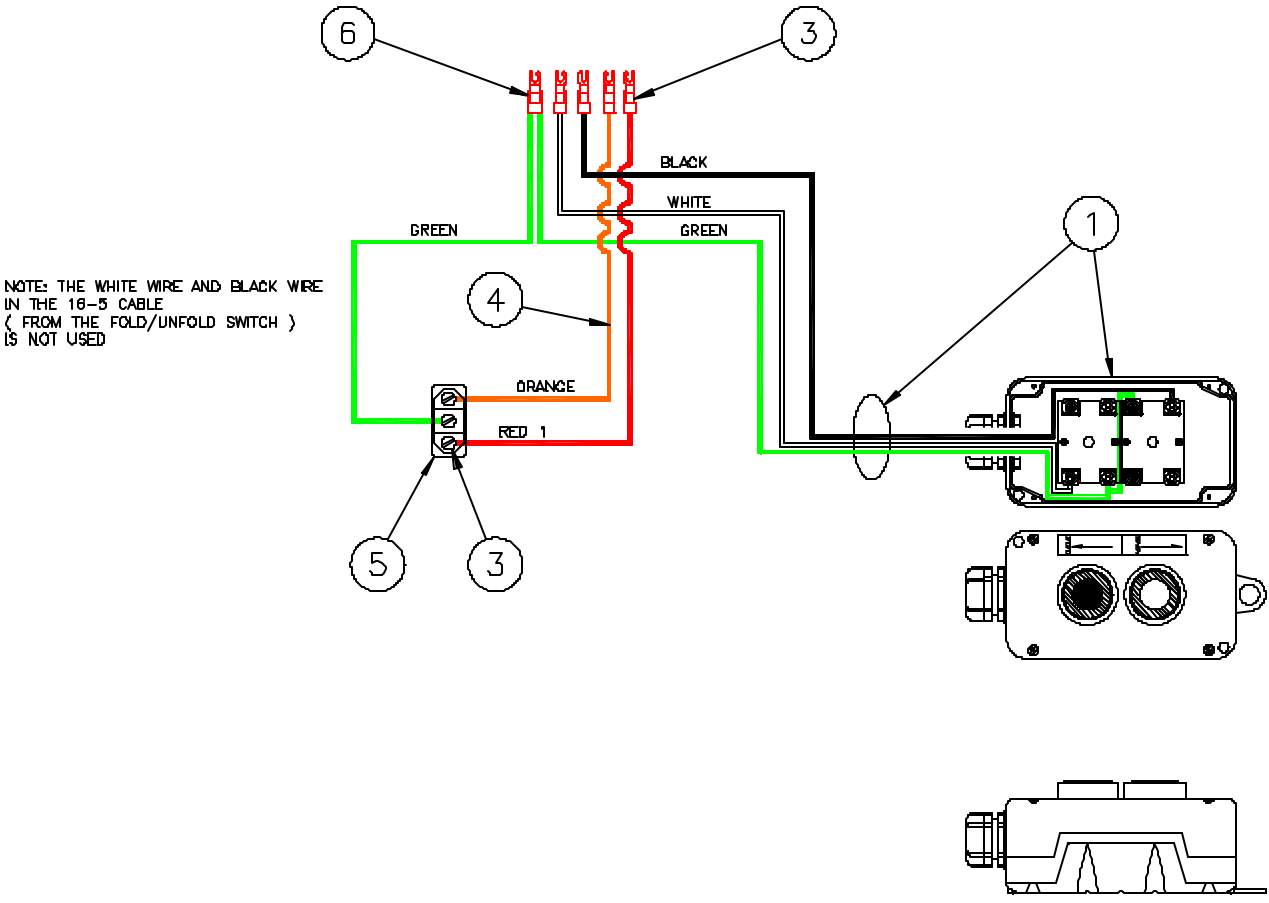 6
3
BLACK
WHITE
GREEN
GREEN
1
NOTE: THE WHITE WIRE AND BLACK WIRE
IN THE 16-5 CABLE
( FROM THE FOLD/UNFOLD SWITCH )
IS NOT USED
4
ORANGE
RED 1
5
3